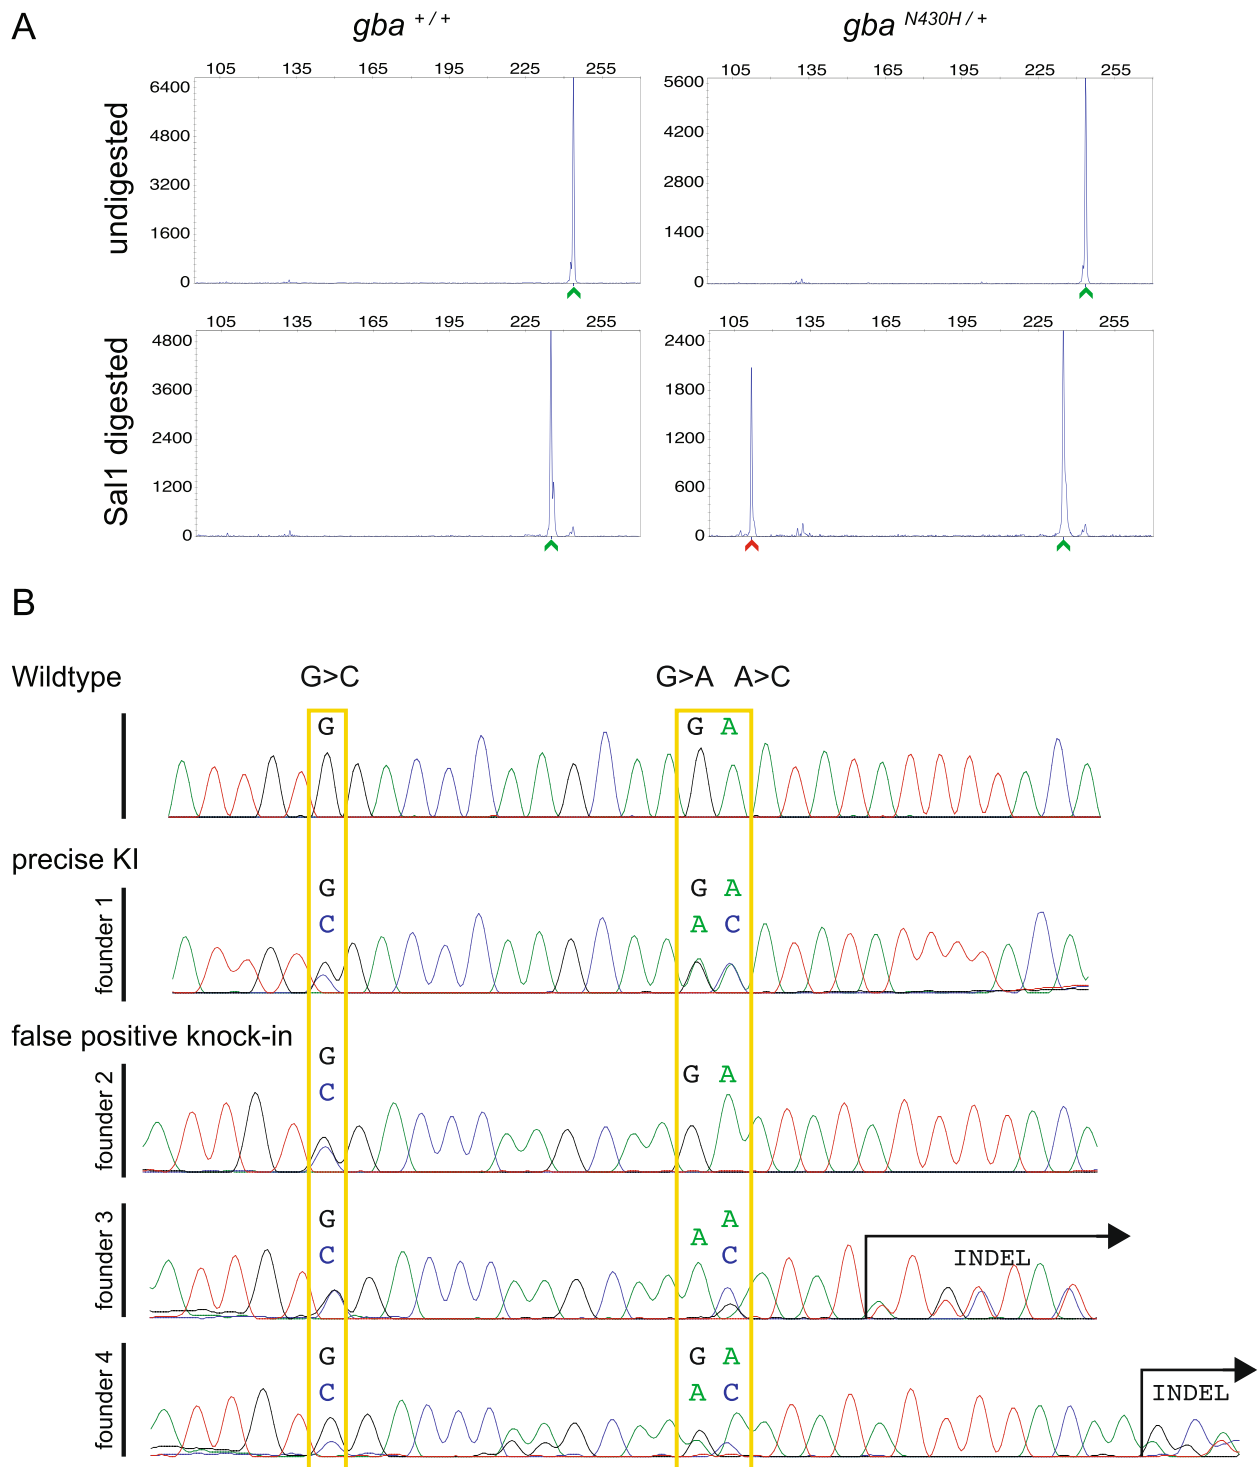 A
gba +/+
gba N430H/+
undigested
105 135 165 195 225 255
6400
4800
3200
1600
0
105 135 165 195 225 255
5600
4200
2800
1400
0
Sal1 digested
105 135 165 195 225 255
4800
3600
2400
1200
0
105 135 165 195 225 255
2400
1800
1200
600
0
B
Wildtype
G>C
G>A A>C
G G A
precise KI
founder 1
G G A
C A C
false positive knock-in
founder 2
G G A
C
founder 3
G A A
C C
INDEL
founder 4
G G A
C A C
INDEL